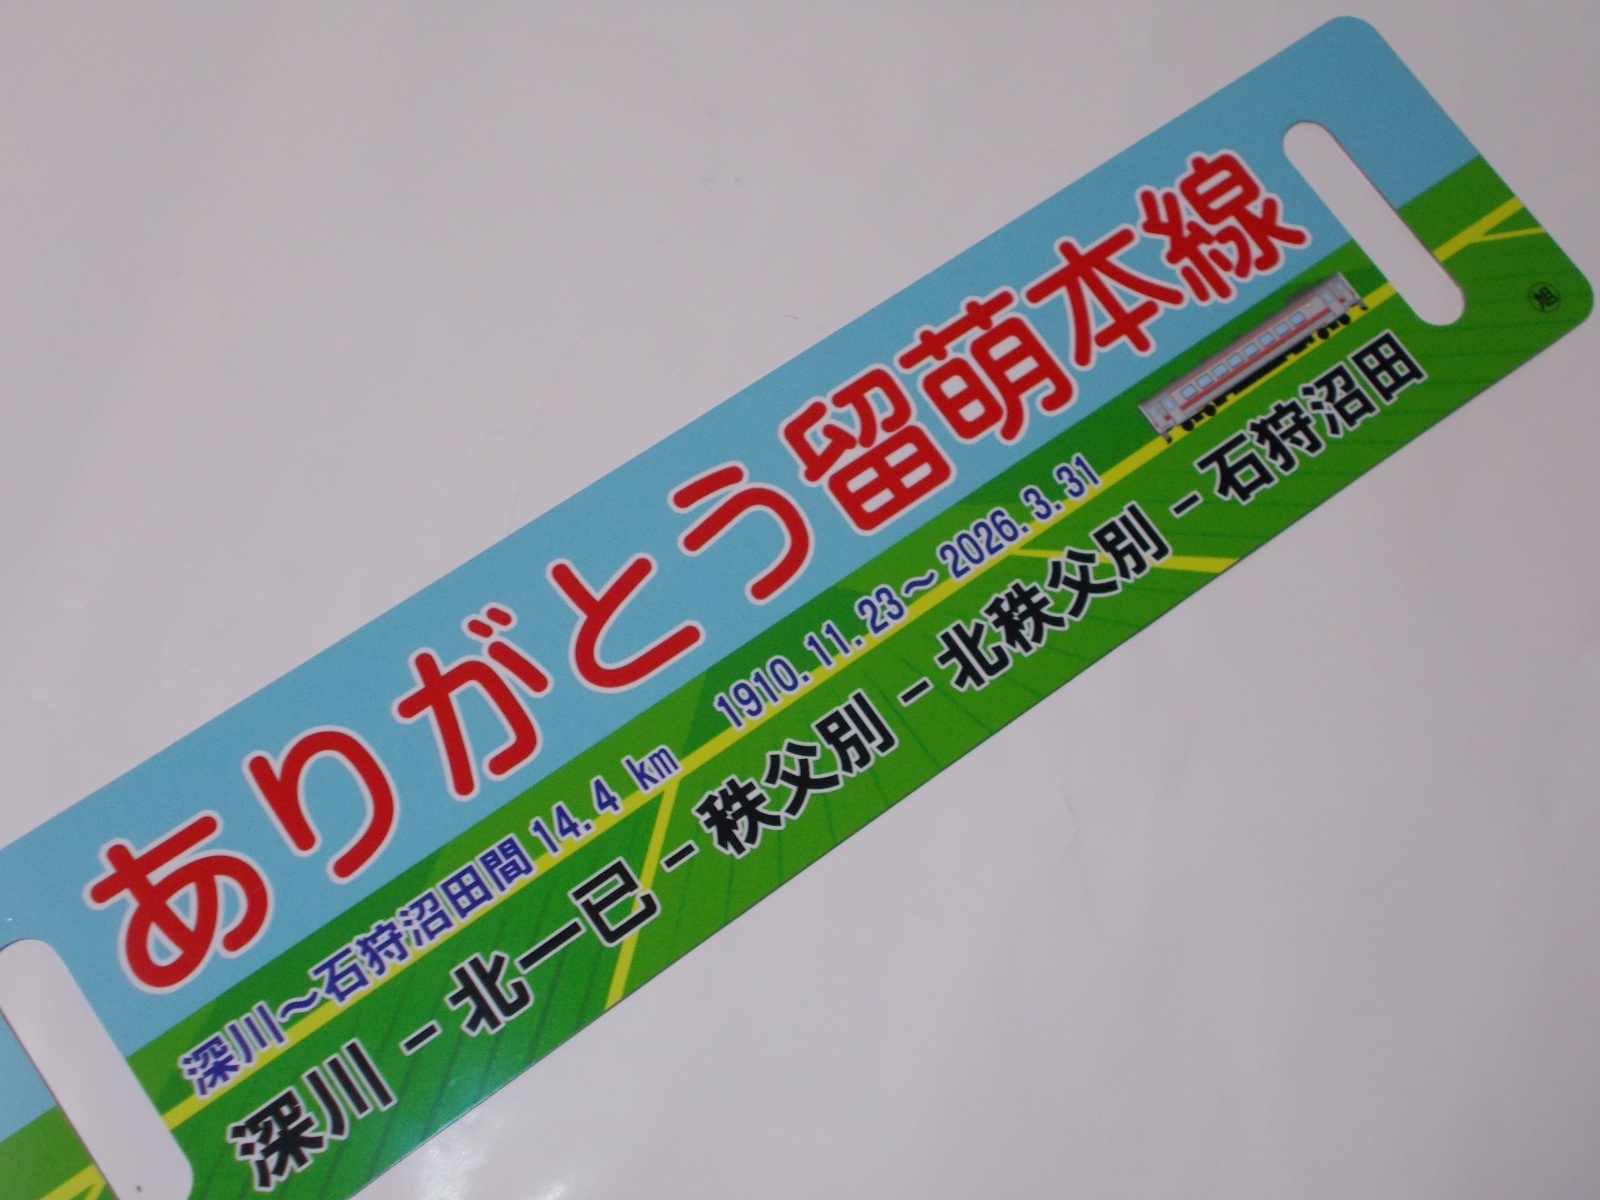 ありがとう留萌本線
深川〜石狩沼田間 14.4 km　1910.11.23〜2026.3.31
深川 － 北一已 － 秩父別 － 北秩父別 － 石狩沼田
旭